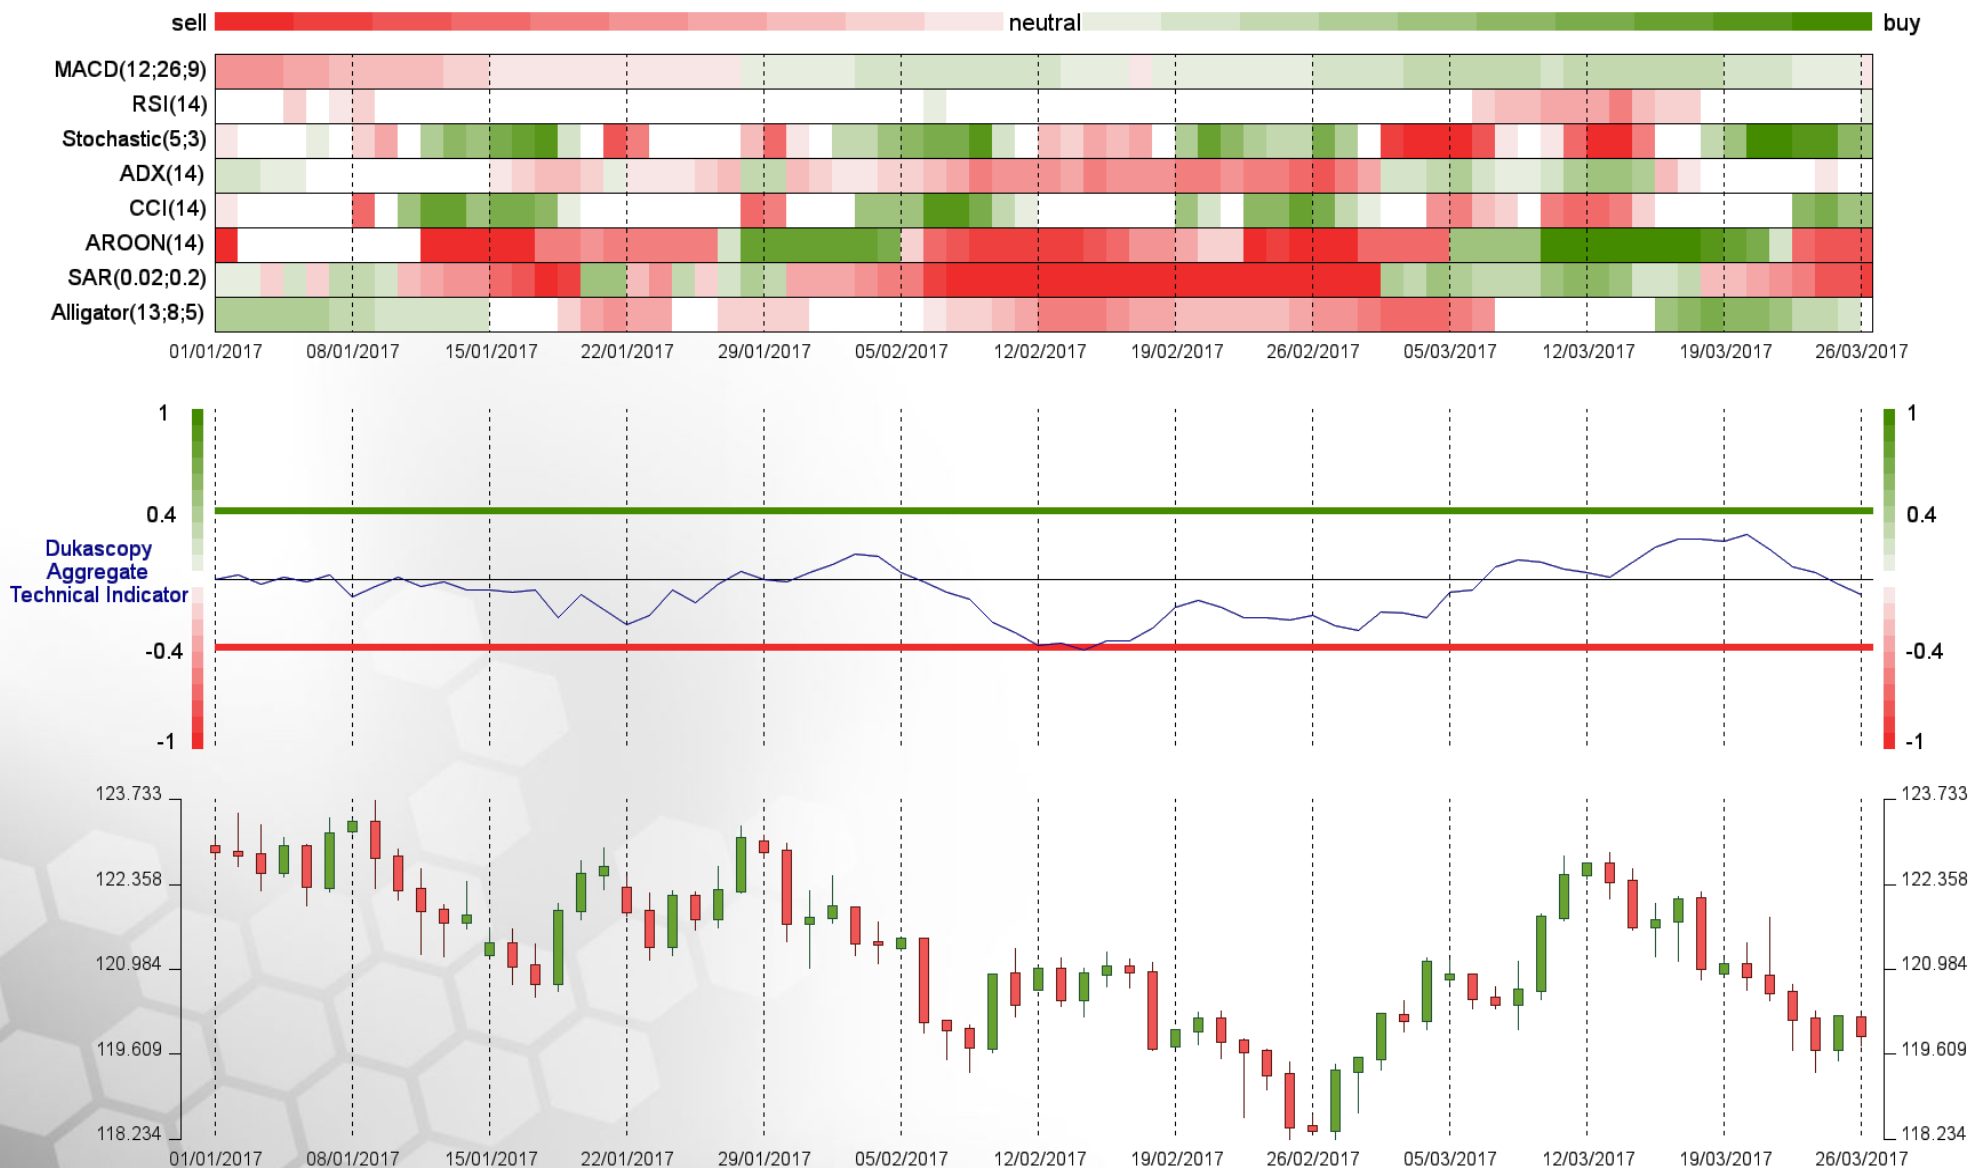 sell neutral buy
MACD(12;26;9)
RSI(14)
Stochastic(5;3)
ADX(14)
CCI(14)
AROON(14)
SAR(0.02;0.2)
Alligator(13;8;5)
01/01/2017 08/01/2017 15/01/2017 22/01/2017 29/01/2017 05/02/2017 12/02/2017 19/02/2017 26/02/2017 05/03/2017 12/03/2017 19/03/2017 26/03/2017
1 1
0.4 0.4
Dukascopy
Aggregate
Technical Indicator
-0.4 -0.4
-1 -1
123.733 123.733
122.358 122.358
120.984 120.984
119.609 119.609
118.234 118.234
01/01/2017 08/01/2017 15/01/2017 22/01/2017 29/01/2017 05/02/2017 12/02/2017 19/02/2017 26/02/2017 05/03/2017 12/03/2017 19/03/2017 26/03/2017